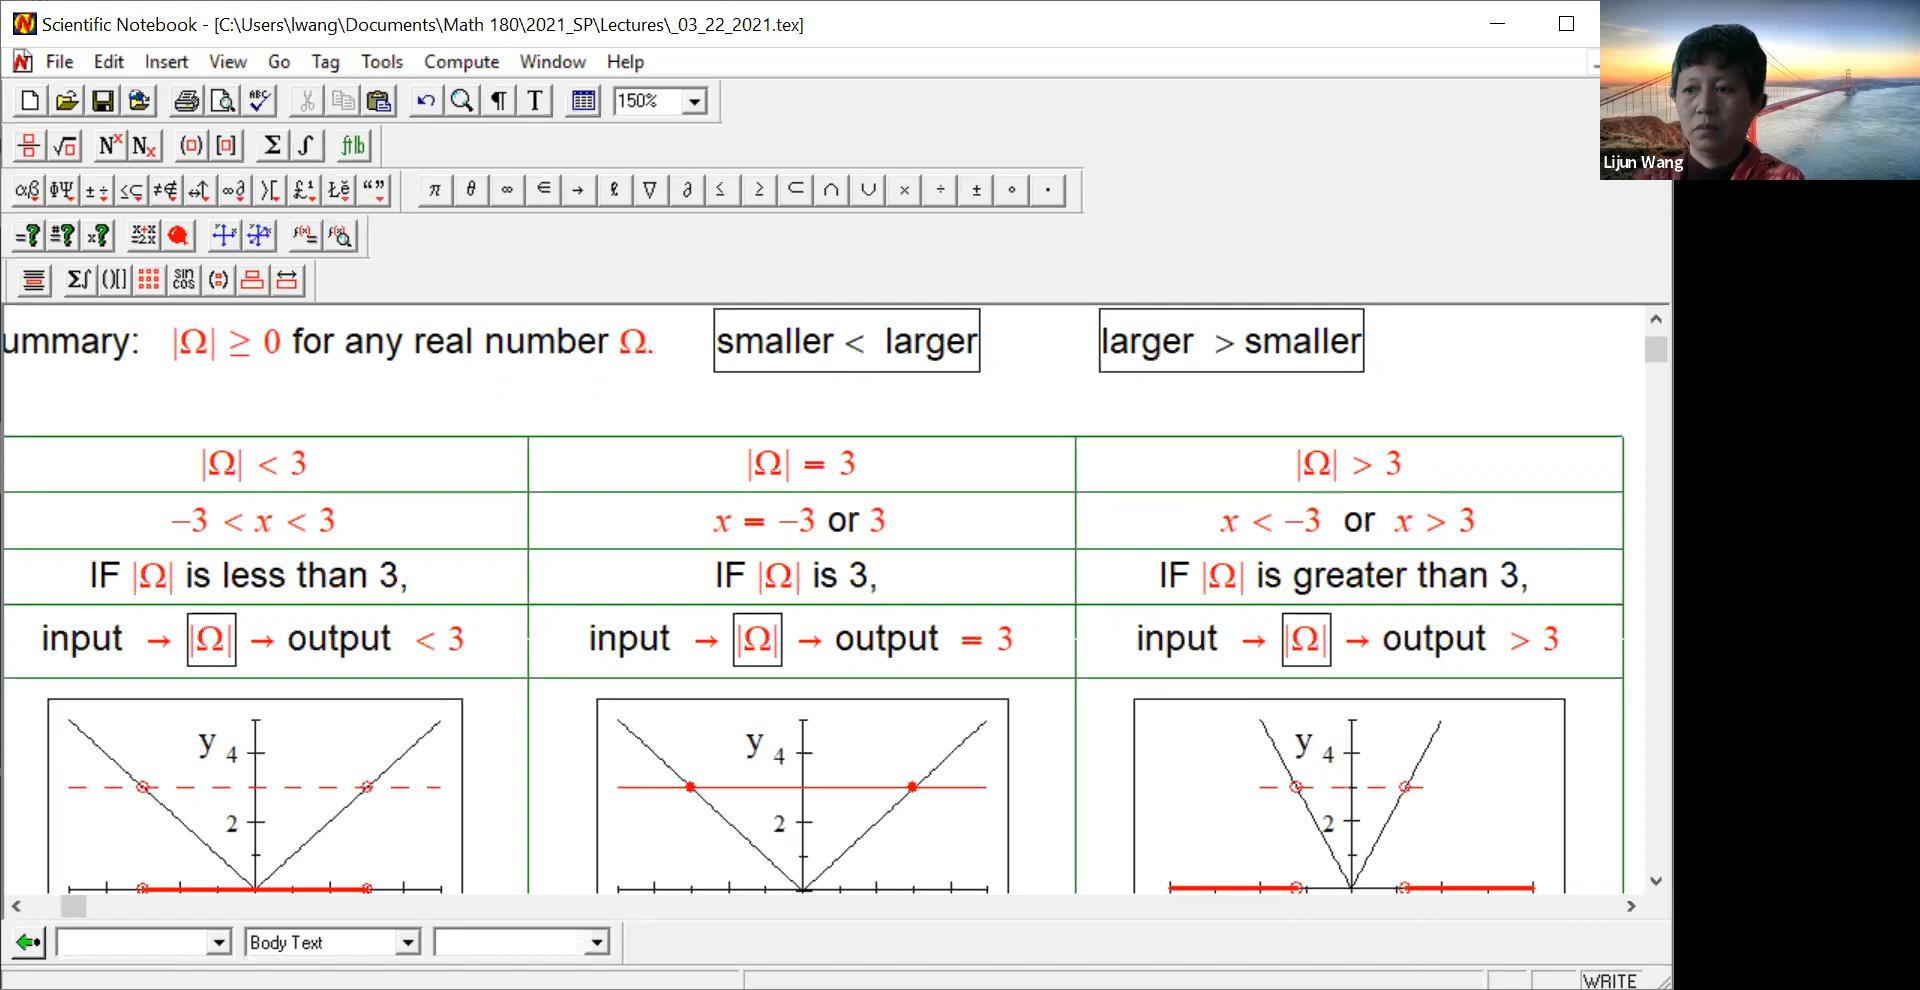 Scientific Notebook - [C:\Users\lwang\Documents\Math 180\2021_SP\Lectures\_03_22_2021.tex]
File Edit Insert View Go Tag Tools Compute Window Help
150%
Lijun Wang
ummary: |Ω| ≥ 0 for any real number Ω. smaller < larger larger > smaller
|Ω| < 3 |Ω| = 3 |Ω| > 3
−3 < x < 3 x = −3 or 3 x < −3 or x > 3
IF |Ω| is less than 3, IF |Ω| is 3, IF |Ω| is greater than 3,
input → |Ω| → output < 3 input → |Ω| → output = 3 input → |Ω| → output > 3
y 4 y 4 y 4
2 2 2
Body Text
WRITE